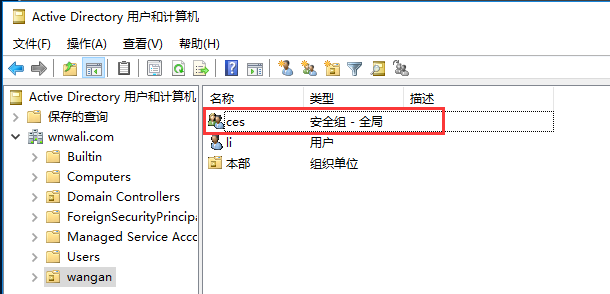 Active Directory 用户和计算机
文件(F) 操作(A) 查看(V) 帮助(H)
Active Directory 用户和计算机
保存的查询
wnwali.com
Builtin
Computers
Domain Controllers
ForeignSecurityPrincipa
Managed Service Acco
Users
wangan
名称 类型 描述
ces 安全组 - 全局
li 用户
本部 组织单位